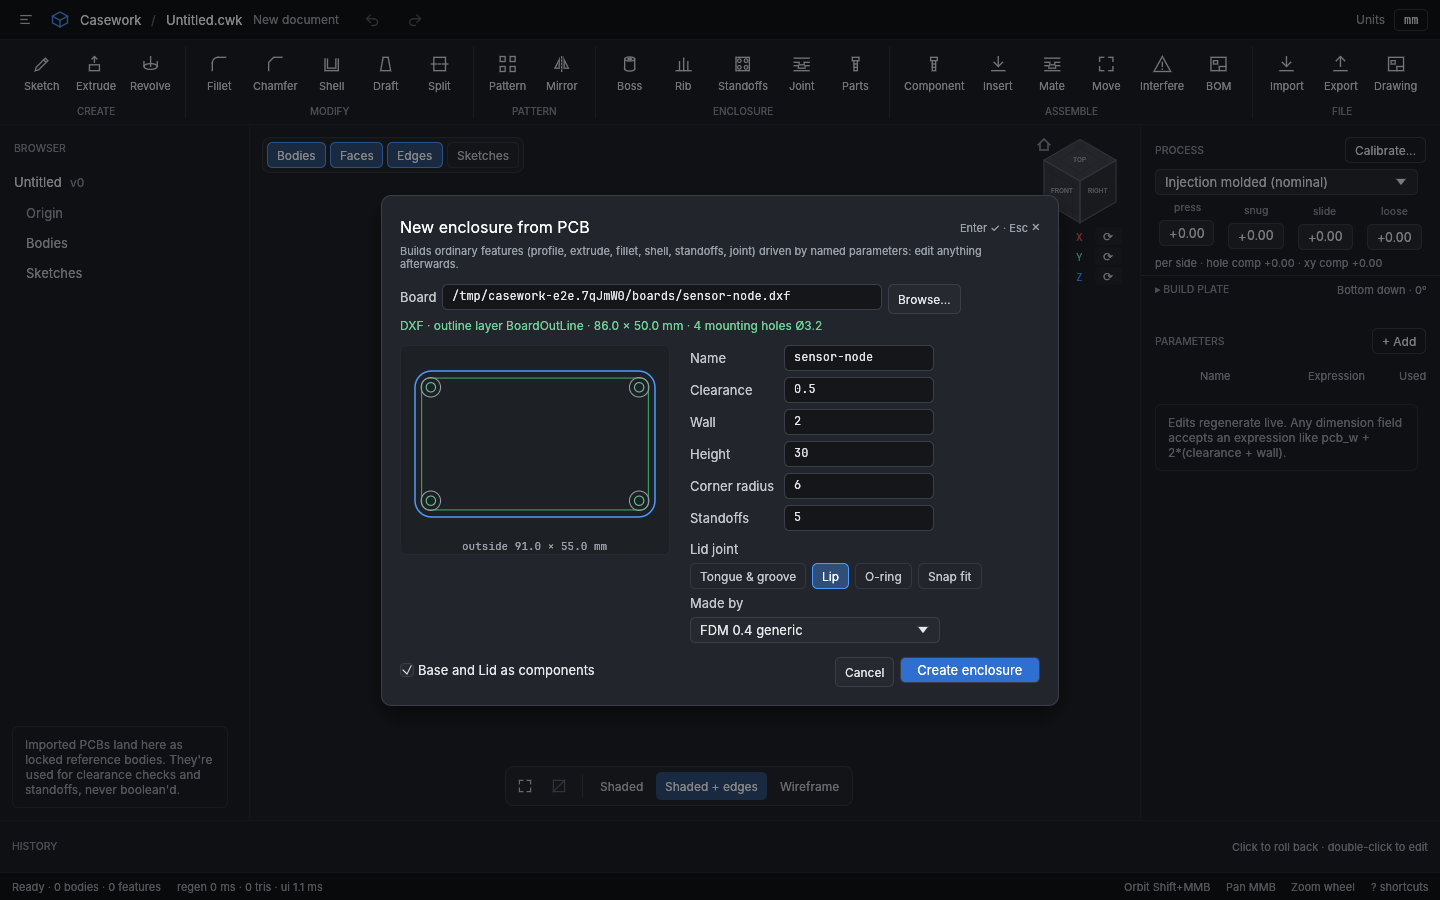 Casework / Untitled.cwk New document
Units mm
Sketch Extrude Revolve
CREATE
Fillet Chamfer Shell Draft Split
MODIFY
Pattern Mirror
PATTERN
Boss Rib Standoffs Joint Parts
ENCLOSURE
Component Insert Mate Move Interfere BOM
ASSEMBLE
Import Export Drawing
FILE
BROWSER
Untitled v0
Origin
Bodies
Sketches
Imported PCBs land here as
locked reference bodies. They're
used for clearance checks and
standoffs, never boolean'd.
Bodies Faces Edges Sketches
TOP
FRONT RIGHT
X
Y
Z
New enclosure from PCB
Enter ✓ · Esc ×
Builds ordinary features (profile, extrude, fillet, shell, standoffs, joint) driven by named parameters: edit anything
afterwards.
Board /tmp/casework-e2e.7qJmW0/boards/sensor-node.dxf Browse...
DXF · outline layer BoardOutLine · 86.0 × 50.0 mm · 4 mounting holes Ø3.2
outside 91.0 × 55.0 mm
Name sensor-node
Clearance 0.5
Wall 2
Height 30
Corner radius 6
Standoffs 5
Lid joint
Tongue & groove Lip O-ring Snap fit
Made by
FDM 0.4 generic
Base and Lid as components
Cancel Create enclosure
Shaded Shaded + edges Wireframe
PROCESS Calibrate...
Injection molded (nominal)
press snug slide loose
+0.00 +0.00 +0.00 +0.00
per side · hole comp +0.00 · xy comp +0.00
▸ BUILD PLATE Bottom down · 0°
PARAMETERS + Add
Name Expression Used
Edits regenerate live. Any dimension field
accepts an expression like pcb_w +
2*(clearance + wall).
HISTORY
Click to roll back · double-click to edit
Ready · 0 bodies · 0 features regen 0 ms · 0 tris · ui 1.1 ms
Orbit Shift+MMB Pan MMB Zoom wheel ? shortcuts